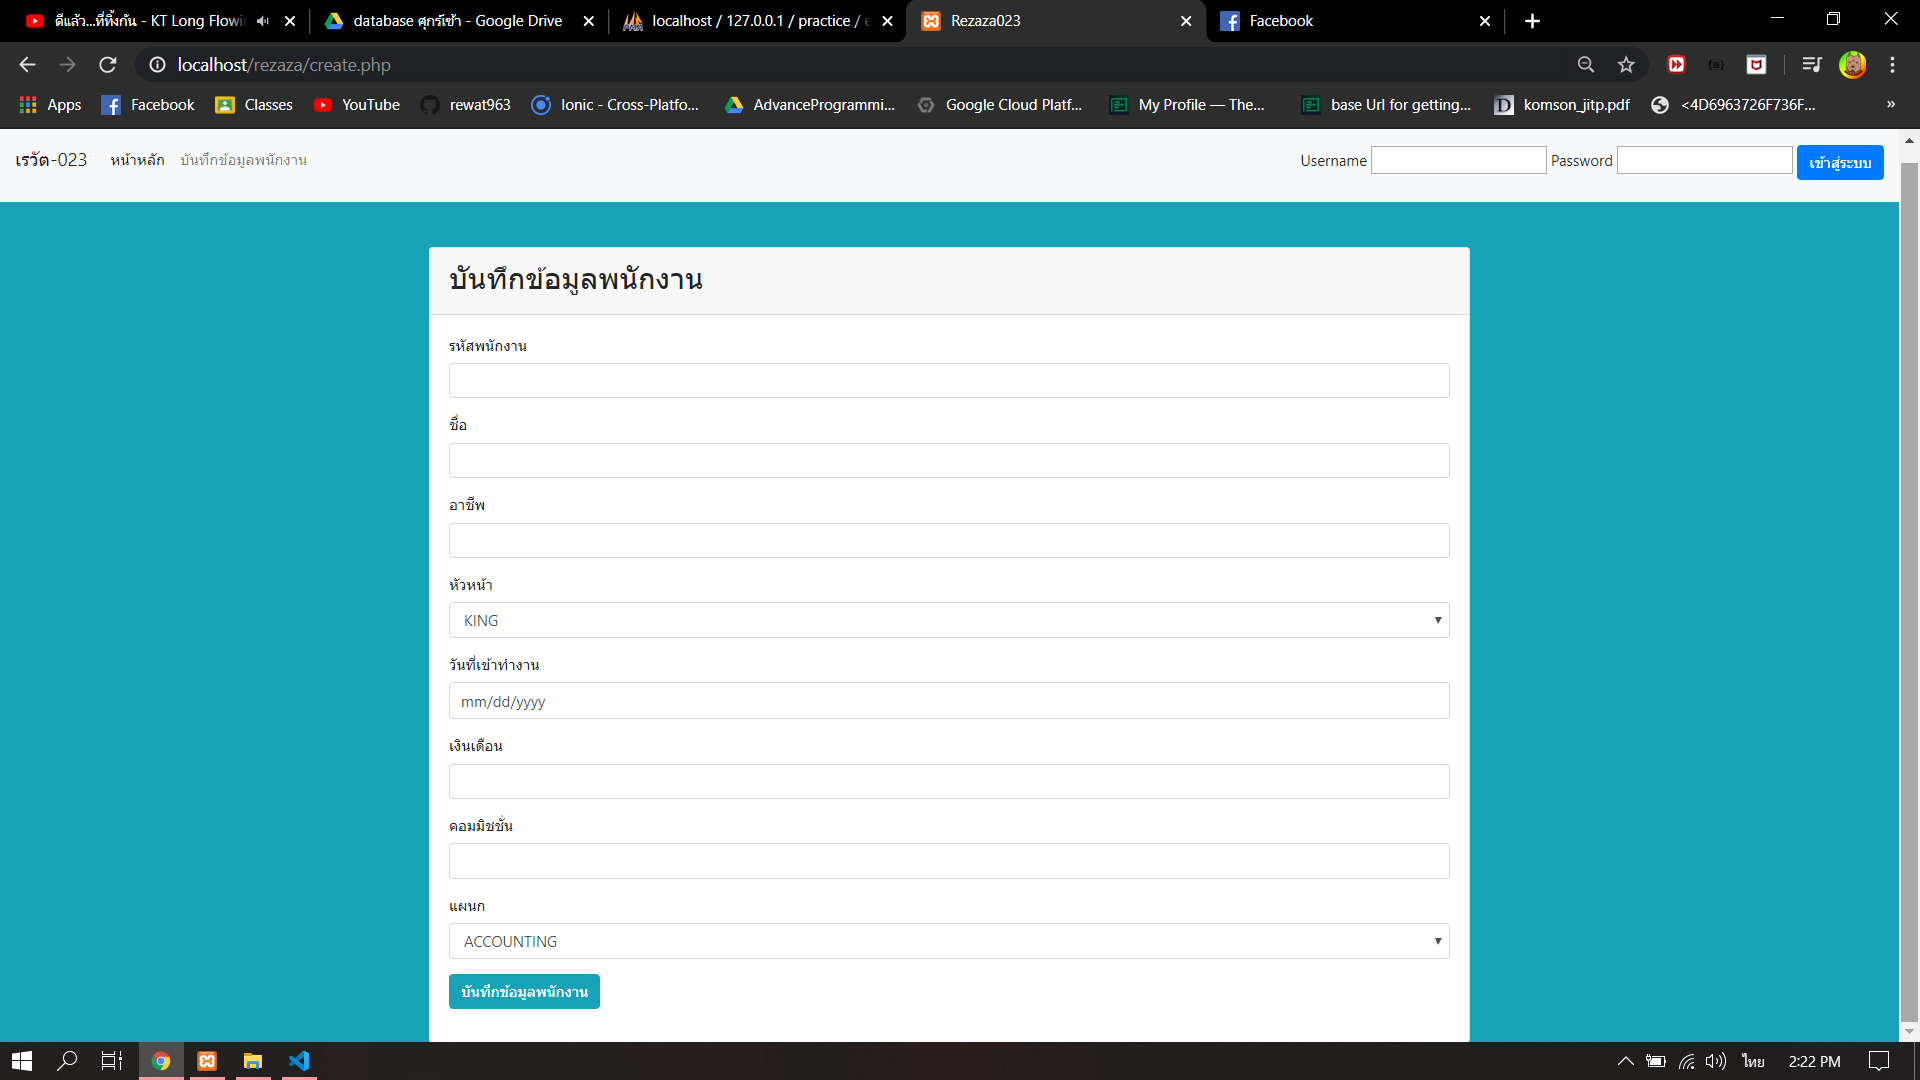 ดีแล้ว...ที่ทิ้งกัน - KT Long Flowin
database ศุกร์เช้า - Google Drive
localhost / 127.0.0.1 / practice / e
Rezaza023
Facebook
localhost/rezaza/create.php
Apps
Facebook
Classes
YouTube
rewat963
Ionic - Cross-Platfo...
AdvanceProgrammi...
Google Cloud Platf...
My Profile — The...
base Url for getting...
komson_jitp.pdf
<4D6963726F736F...
»
เรวัต-023
หน้าหลัก
บันทึกข้อมูลพนักงาน
Username
Password
เข้าสู่ระบบ
บันทึกข้อมูลพนักงาน
รหัสพนักงาน
ชื่อ
อาชีพ
หัวหน้า
KING
วันที่เข้าทำงาน
mm/dd/yyyy
เงินเดือน
คอมมิชชั่น
แผนก
ACCOUNTING
บันทึกข้อมูลพนักงาน
ไทย
2:22 PM